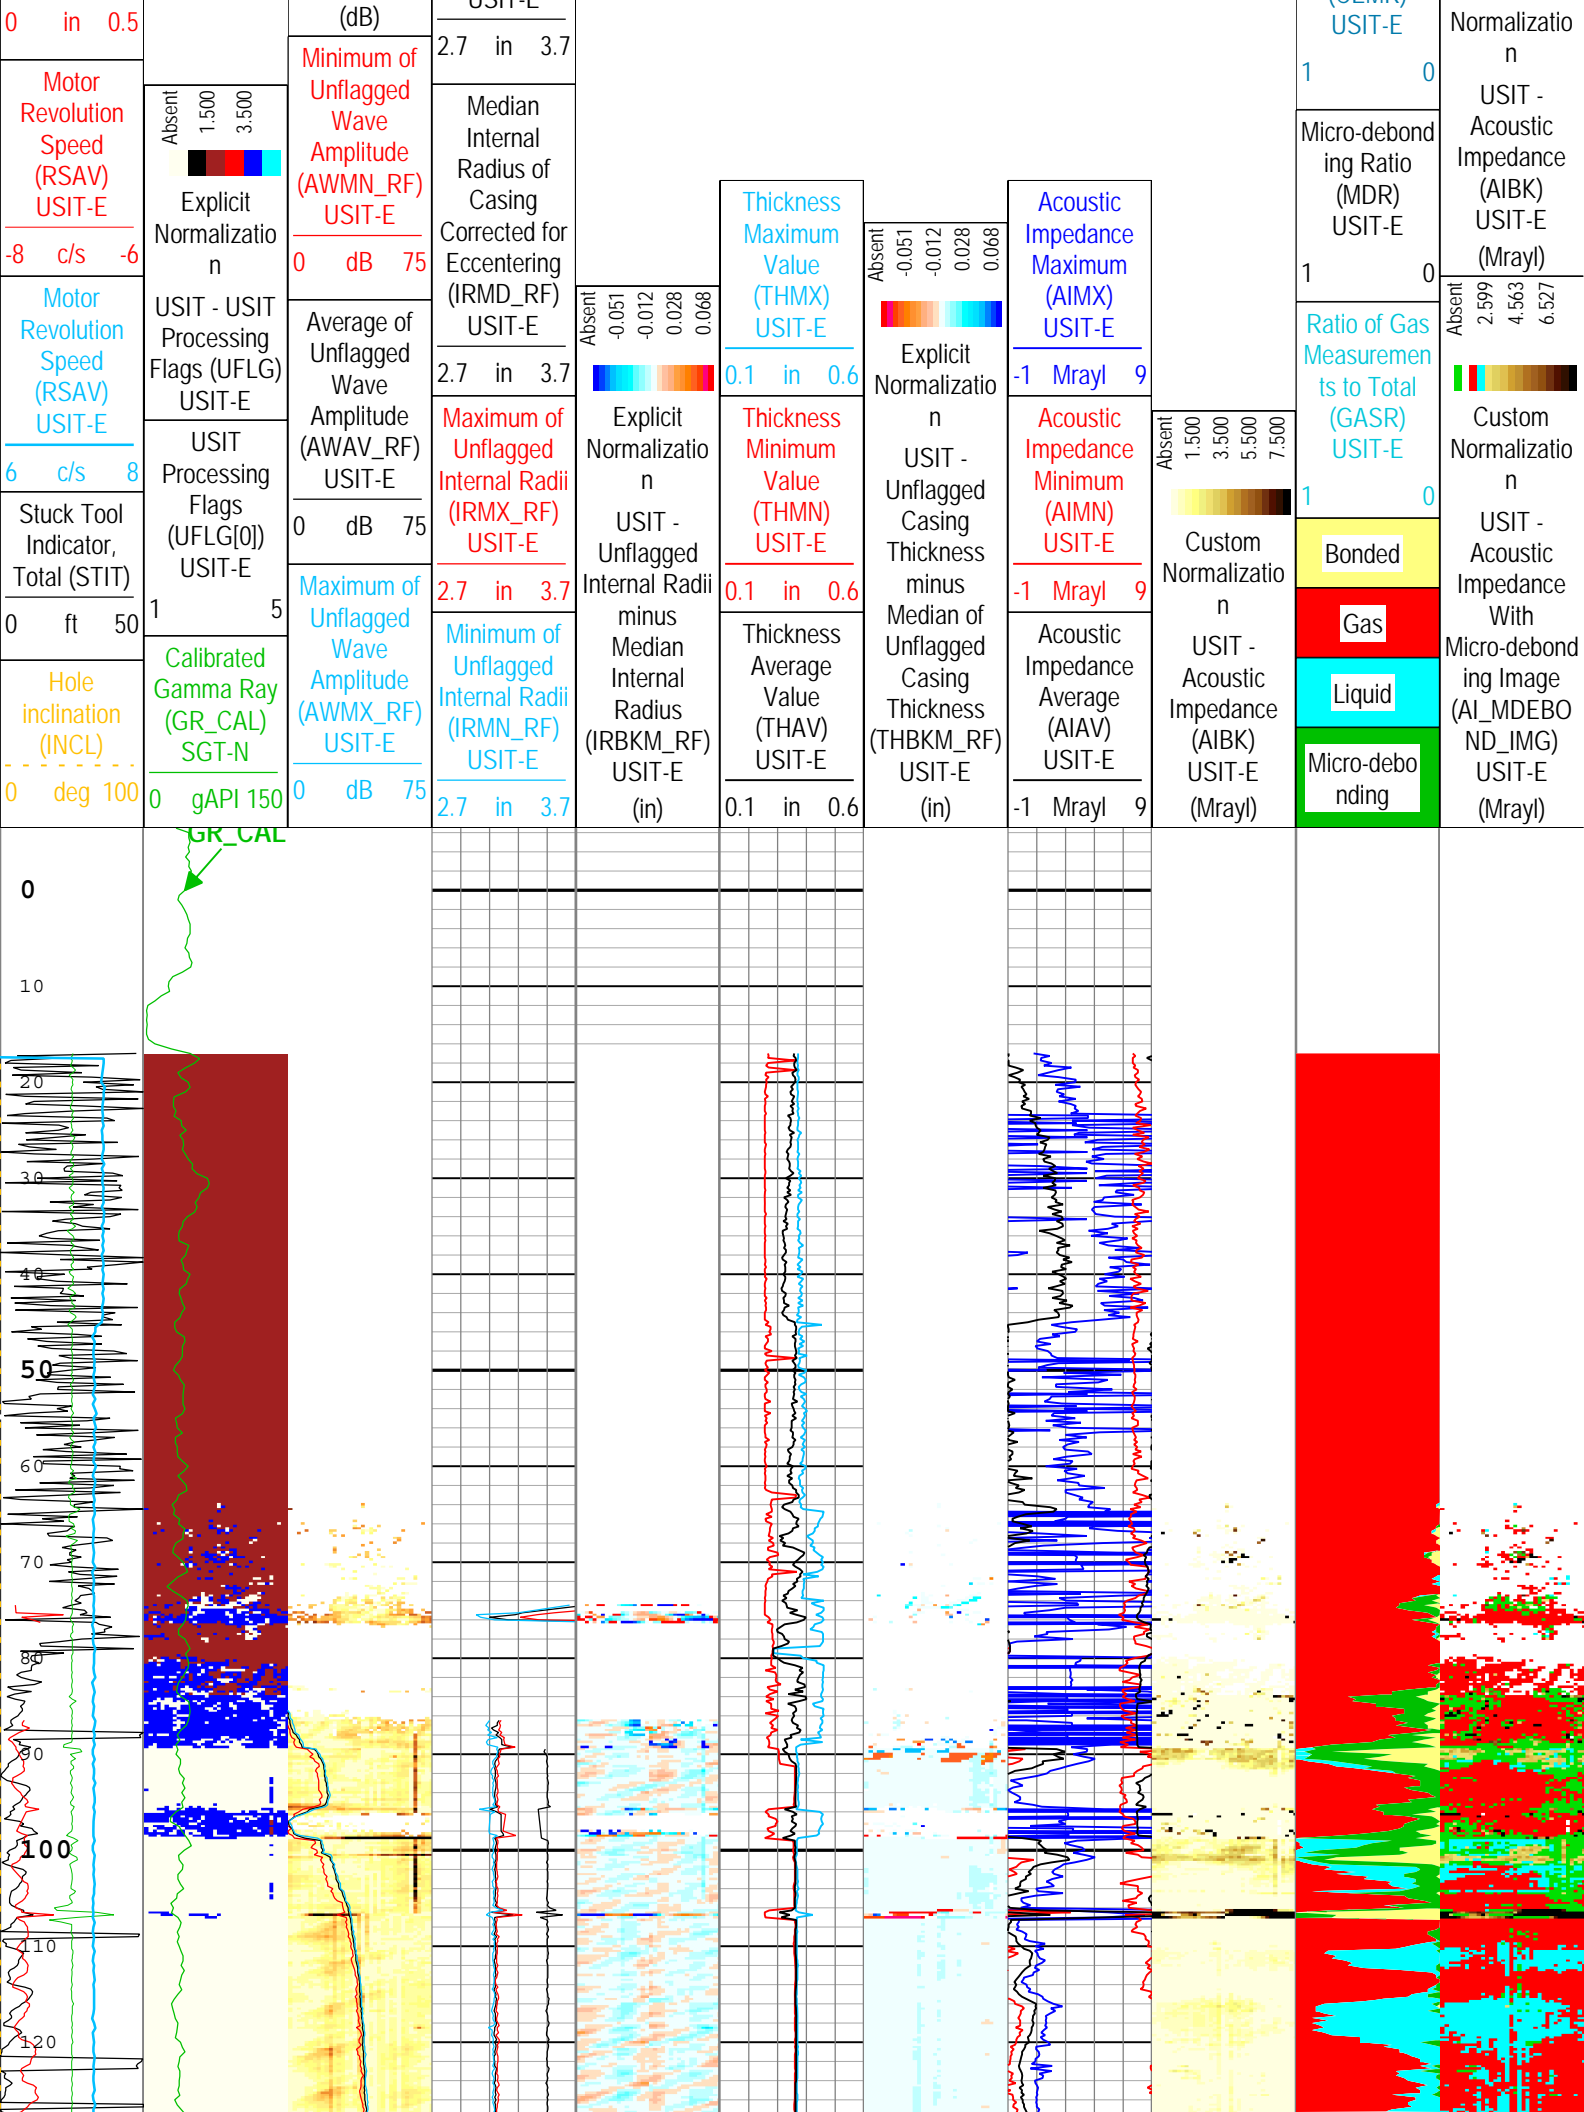 0 in 0.5
Motor
Revolution
Speed
(RSAV)
USIT-E
-8 c/s -6
Motor
Revolution
Speed
(RSAV)
USIT-E
6 c/s 8
Stuck Tool
Indicator,
Total (STIT)
0 ft 50
Hole
inclination
(INCL)
0 deg 100
Absent
1.500
3.500
Explicit
Normalizatio
n
USIT - USIT
Processing
Flags (UFLG)
USIT-E
USIT
Processing
Flags
(UFLG[0])
USIT-E
1 5
Calibrated
Gamma Ray
(GR_CAL)
SGT-N
0 gAPI 150
(dB)
Minimum of
Unflagged
Wave
Amplitude
(AWMN_RF)
USIT-E
0 dB 75
Average of
Unflagged
Wave
Amplitude
(AWAV_RF)
USIT-E
0 dB 75
Maximum of
Unflagged
Wave
Amplitude
(AWMX_RF)
USIT-E
0 dB 75
USIT-E
2.7 in 3.7
Median
Internal
Radius of
Casing
Corrected for
Eccentering
(IRMD_RF)
USIT-E
2.7 in 3.7
Maximum of
Unflagged
Internal Radii
(IRMX_RF)
USIT-E
2.7 in 3.7
Minimum of
Unflagged
Internal Radii
(IRMN_RF)
USIT-E
2.7 in 3.7
Absent
-0.051
-0.012
0.028
0.068
Explicit
Normalizatio
n
USIT -
Unflagged
Internal Radii
minus
Median
Internal
Radius
(IRBKM_RF)
USIT-E
(in)
Thickness
Maximum
Value
(THMX)
USIT-E
0.1 in 0.6
Thickness
Minimum
Value
(THMN)
USIT-E
0.1 in 0.6
Thickness
Average
Value
(THAV)
USIT-E
0.1 in 0.6
Absent
-0.051
-0.012
0.028
0.068
Explicit
Normalizatio
n
USIT -
Unflagged
Casing
Thickness
minus
Median of
Unflagged
Casing
Thickness
(THBKM_RF)
USIT-E
(in)
Acoustic
Impedance
Maximum
(AIMX)
USIT-E
-1 Mrayl 9
Acoustic
Impedance
Minimum
(AIMN)
USIT-E
-1 Mrayl 9
Acoustic
Impedance
Average
(AIAV)
USIT-E
-1 Mrayl 9
Absent
1.500
3.500
5.500
7.500
Custom
Normalizatio
n
USIT -
Acoustic
Impedance
(AIBK)
USIT-E
(Mrayl)
USIT-E
1 0
Micro-debond
ing Ratio
(MDR)
USIT-E
1 0
Ratio of Gas
Measuremen
ts to Total
(GASR)
USIT-E
1 0
Bonded
Gas
Liquid
Micro-debo
nding
Normalizatio
n
USIT -
Acoustic
Impedance
(AIBK)
USIT-E
(Mrayl)
Absent
2.599
4.563
6.527
Custom
Normalizatio
n
USIT -
Acoustic
Impedance
With
Micro-debond
ing Image
(AI_MDEBO
ND_IMG)
USIT-E
(Mrayl)
GR_CAL
0
10
20
30
40
50
60
70
80
90
100
110
120